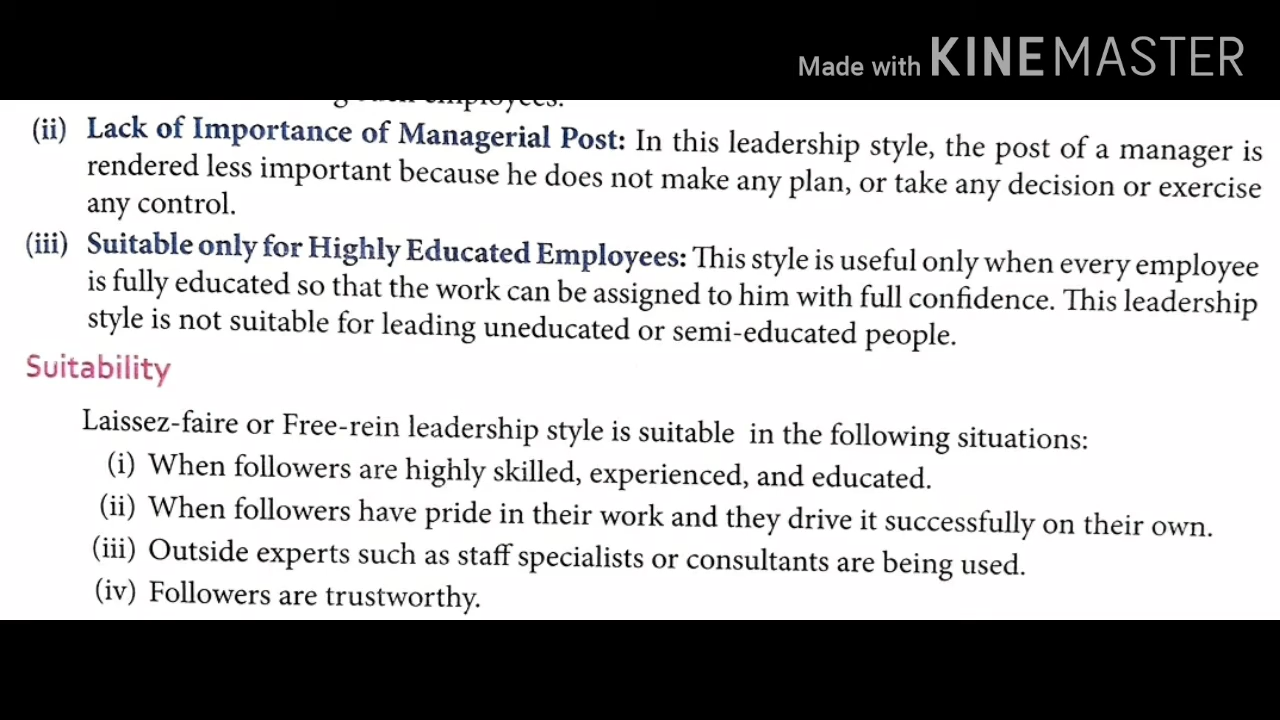 Made with KINEMASTER
employees.
(ii) Lack of Importance of Managerial Post: In this leadership style, the post of a manager is
rendered less important because he does not make any plan, or take any decision or exercise
any control.
(iii) Suitable only for Highly Educated Employees: This style is useful only when every employee
is fully educated so that the work can be assigned to him with full confidence. This leadership
style is not suitable for leading uneducated or semi-educated people.
Suitability
Laissez-faire or Free-rein leadership style is suitable in the following situations:
(i) When followers are highly skilled, experienced, and educated.
(ii) When followers have pride in their work and they drive it successfully on their own.
(iii) Outside experts such as staff specialists or consultants are being used.
(iv) Followers are trustworthy.